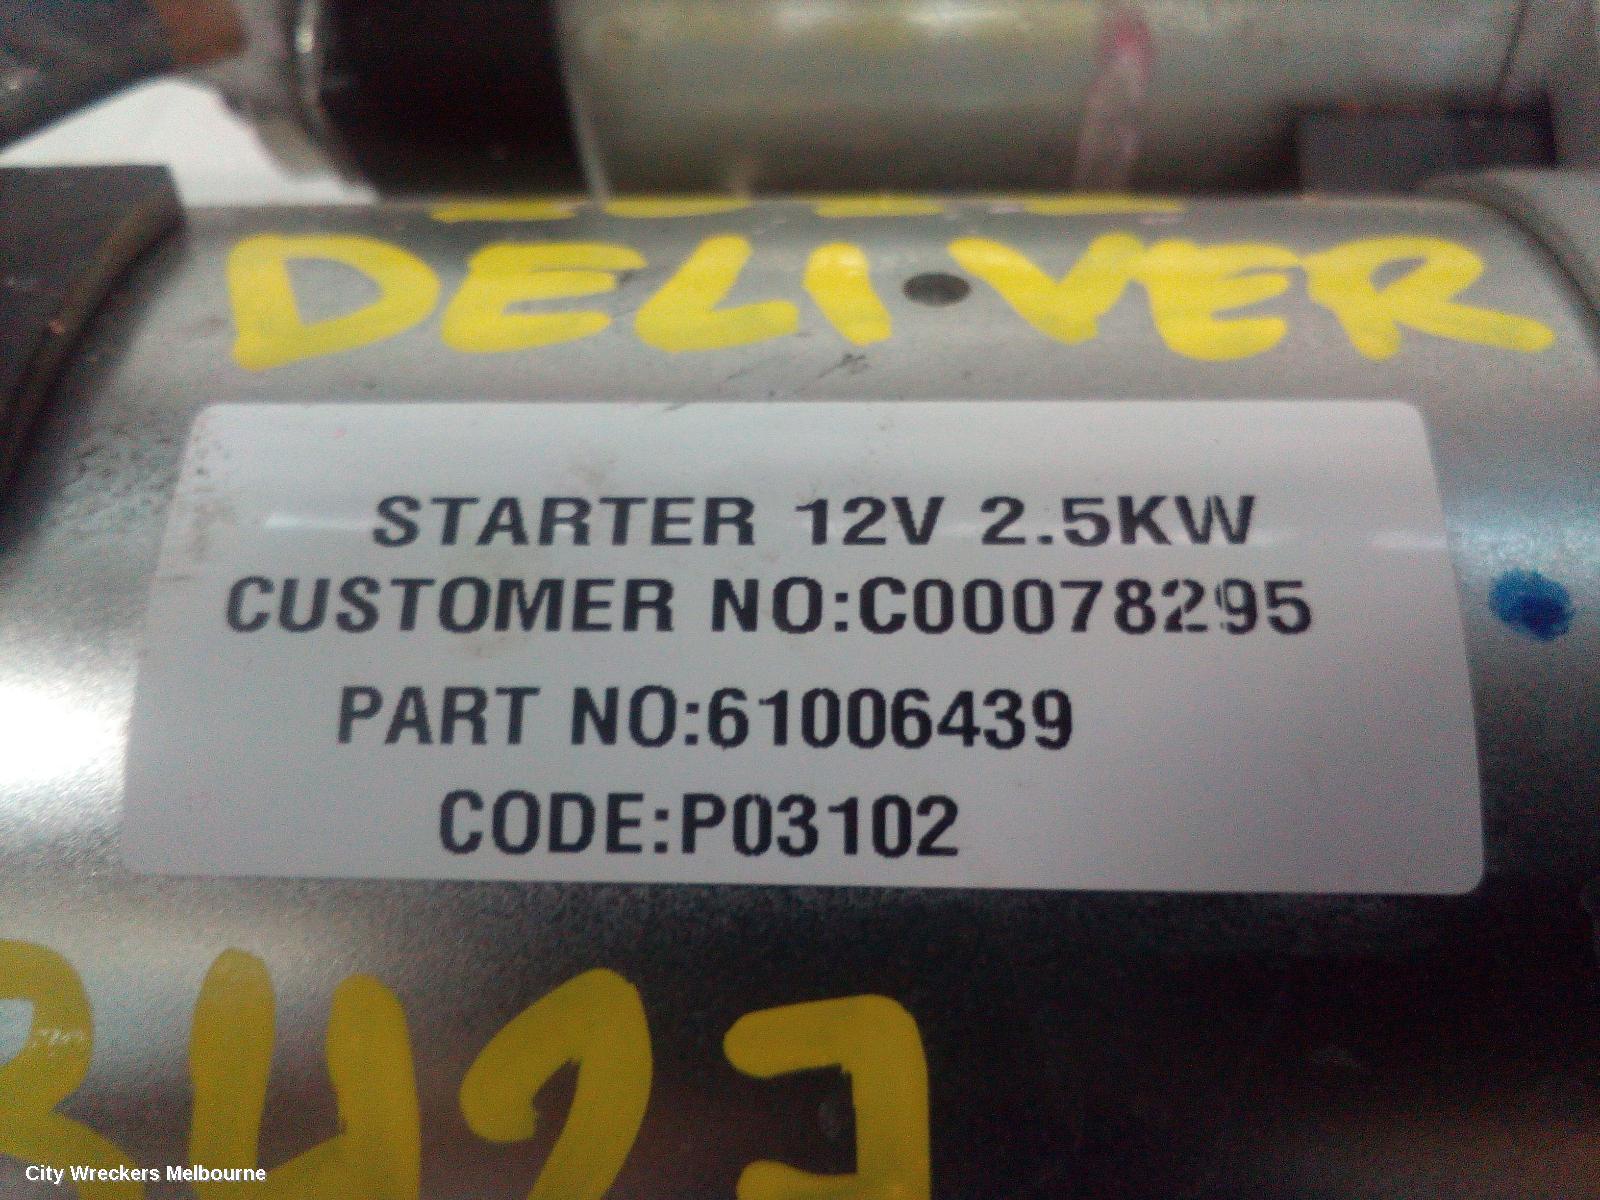 DELIVER
STARTER 12V 2.5KW
CUSTOMER NO:C00078295
PART NO:61006439
CODE:P03102
City Wreckers Melbourne